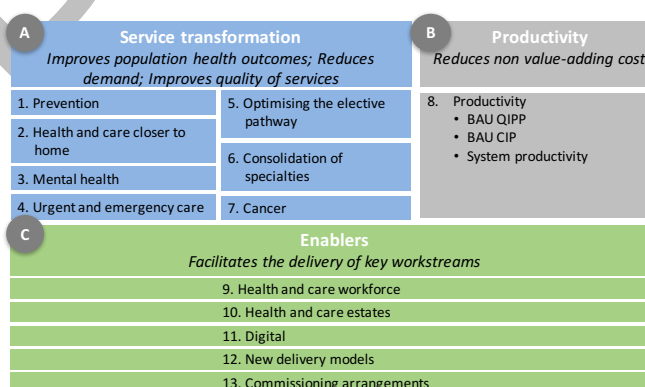 A
Service transformation
Improves population health outcomes; Reduces
demand; Improves quality of services
1. Prevention
2. Health and care closer to
home
3. Mental health
4. Urgent and emergency care
5. Optimising the elective
pathway
6. Consolidation of
specialties
7. Cancer
B
Productivity
Reduces non value-adding cost
8. Productivity
• BAU QIPP
• BAU CIP
• System productivity
C
Enablers
Facilitates the delivery of key workstreams
9. Health and care workforce
10. Health and care estates
11. Digital
12. New delivery models
13. Commissioning arrangements